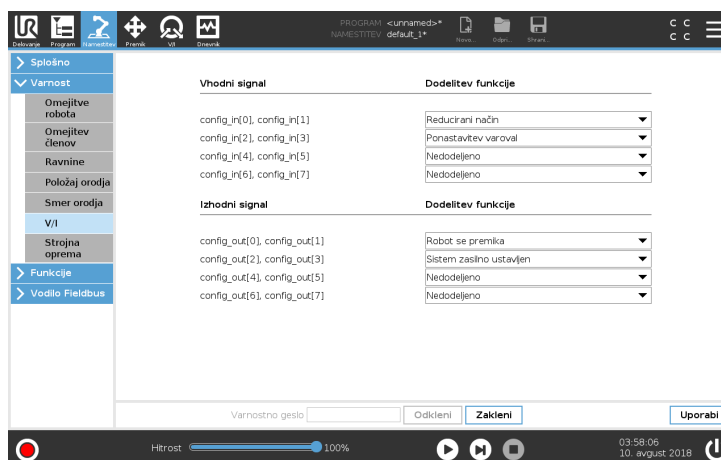 UR
Delovanje
Program
Namestitev
Premik
V/I
Dnevnik
PROGRAM <unnamed>*
NAMESTITEV default_1*
Novo...
Odpri...
Shrani...
C C
C C
Splošno
Varnost
Omejitve
robota
Omejitev
členov
Ravnine
Položaj orodja
Smer orodja
V/I
Strojna
oprema
Funkcije
Vodilo Fieldbus
Vhodni signal Dodelitev funkcije
config_in[0], config_in[1] Reducirani način
config_in[2], config_in[3] Ponastavitev varoval
config_in[4], config_in[5] Nedodeljeno
config_in[6], config_in[7] Nedodeljeno
Izhodni signal Dodelitev funkcije
config_out[0], config_out[1] Robot se premika
config_out[2], config_out[3] Sistem zasilno ustavljen
config_out[4], config_out[5] Nedodeljeno
config_out[6], config_out[7] Nedodeljeno
Varnostno geslo Odkleni Zakleni Uporabi
Hitrost 100%
03:58:06
10. avgust 2018